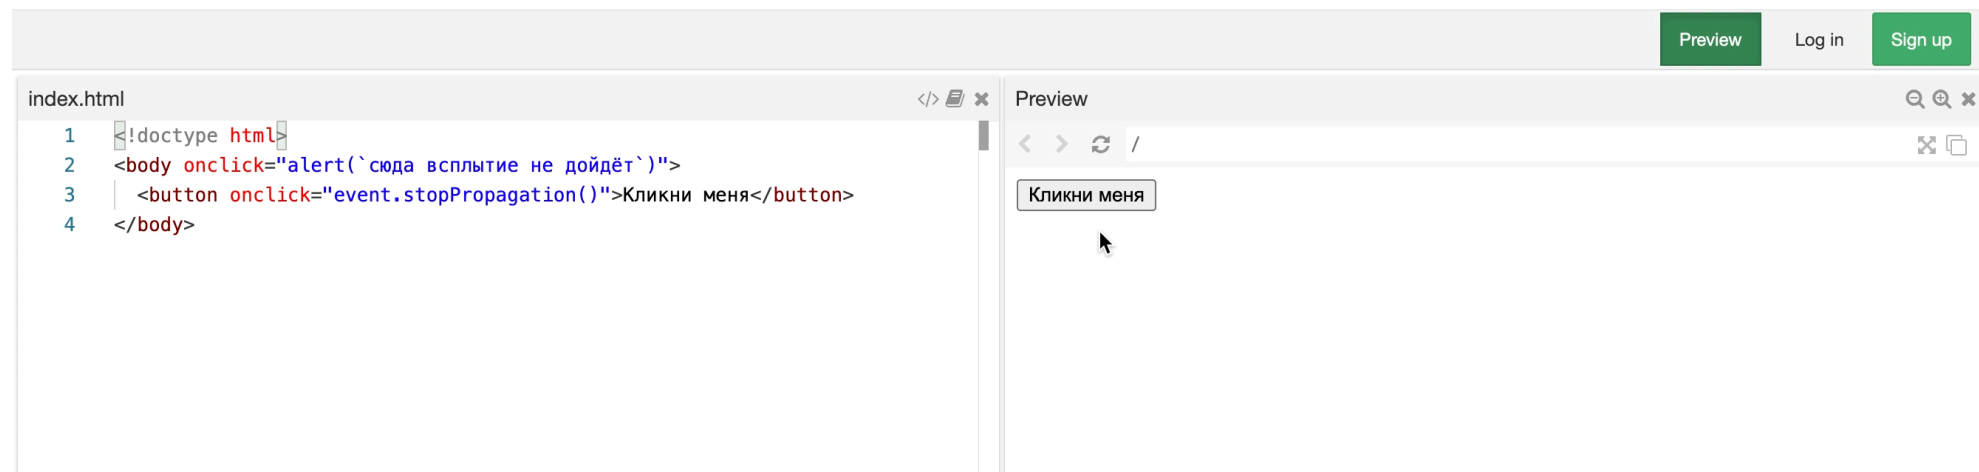 Preview Log in Sign up
index.html </>
1 <!doctype html>
2 <body onclick="alert(`сюда всплытие не дойдёт`)">
3 <button onclick="event.stopPropagation()">Кликни меня</button>
4 </body>
Preview
/
Кликни меня